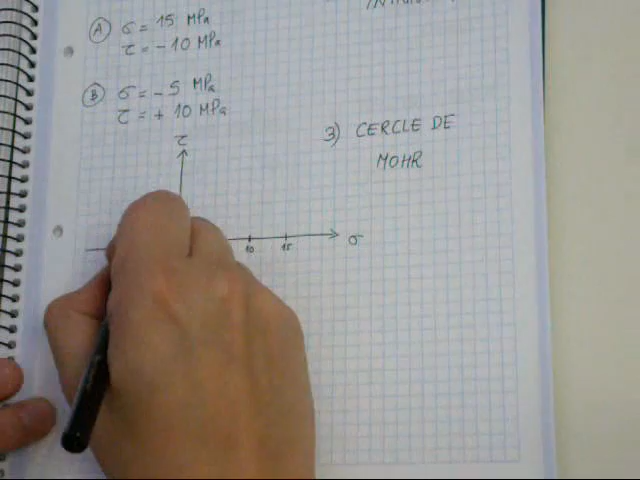 A σ = 15 MPa
τ = - 10 MPa
B σ = - 5 MPa
τ = + 10 MPa
τ
3) CERCLE DE
MOHR
10 15 σ